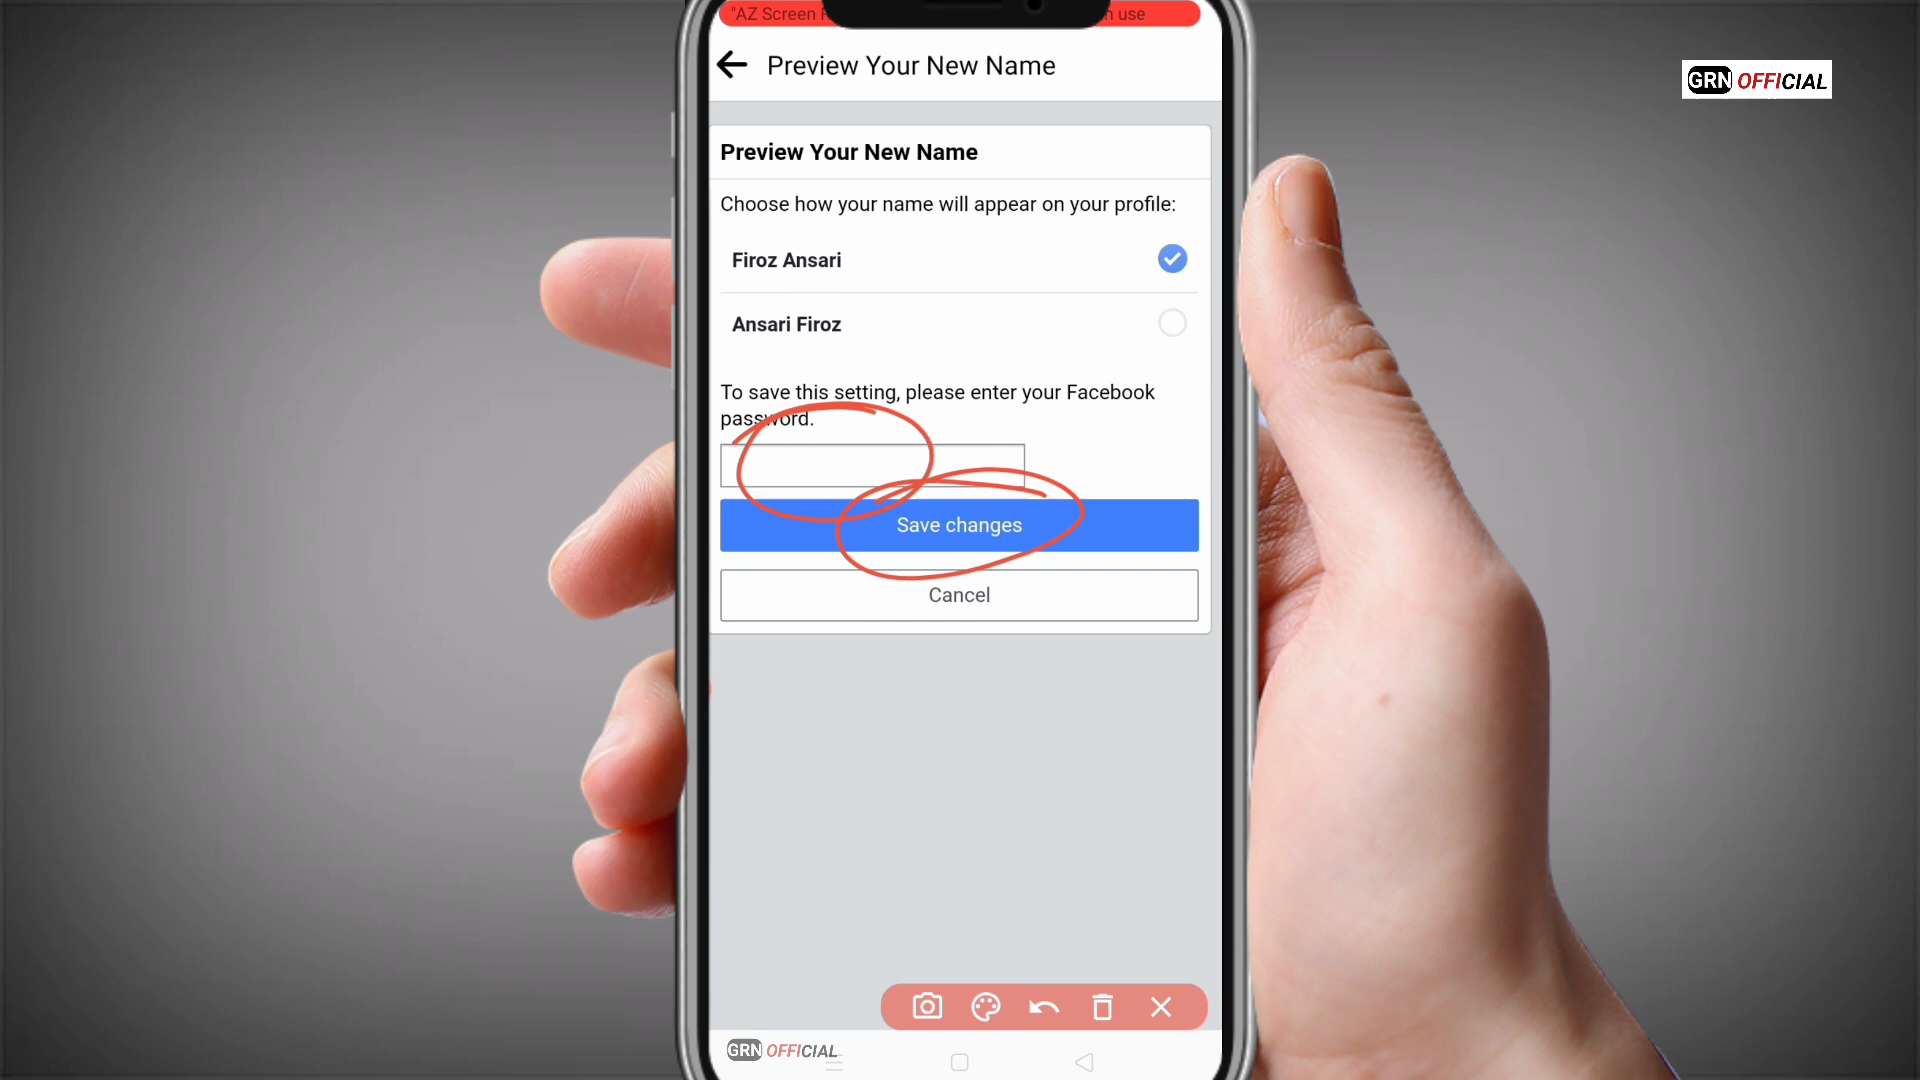 "AZ Screen R n use
Preview Your New Name
GRN OFFICIAL
Preview Your New Name
Choose how your name will appear on your profile:
Firoz Ansari
Ansari Firoz
To save this setting, please enter your Facebook
password.
Save changes
Cancel
GRN OFFICIAL